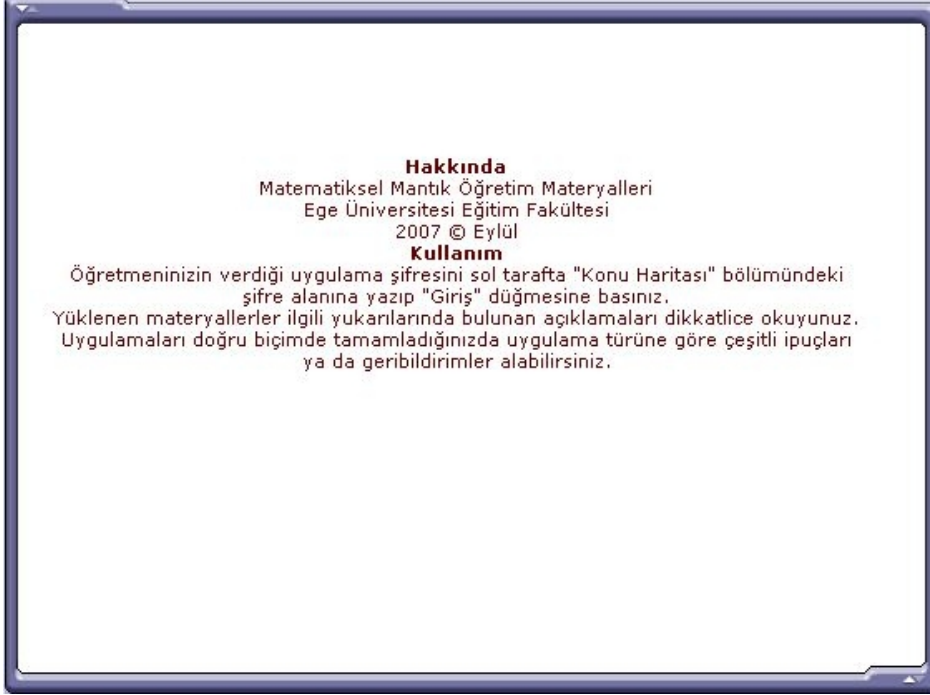 Hakkında
Matematiksel Mantık Öğretim Materyalleri
Ege Üniversitesi Eğitim Fakültesi
2007 © Eylül
Kullanım
Öğretmeninizin verdiği uygulama şifresini sol tarafta "Konu Haritası" bölümündeki
şifre alanına yazıp "Giriş" düğmesine basınız.
Yüklenen materyallerler ilgili yukarılarında bulunan açıklamaları dikkatlice okuyunuz.
Uygulamaları doğru biçimde tamamladığınızda uygulama türüne göre çeşitli ipuçları
ya da geribildirimler alabilirsiniz.